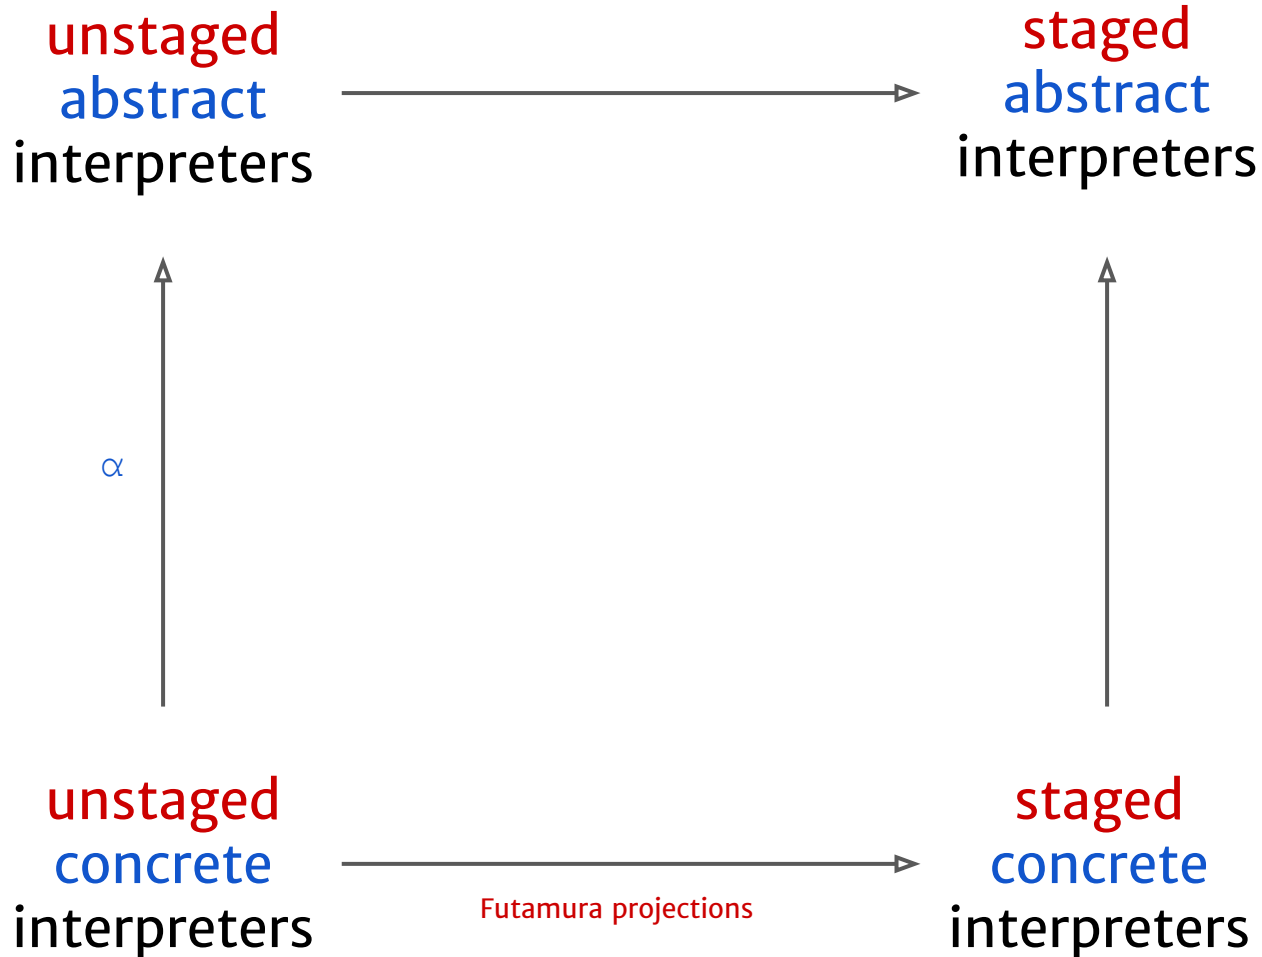 unstaged
abstract
interpreters
staged
abstract
interpreters
α
unstaged
concrete
interpreters
Futamura projections
staged
concrete
interpreters